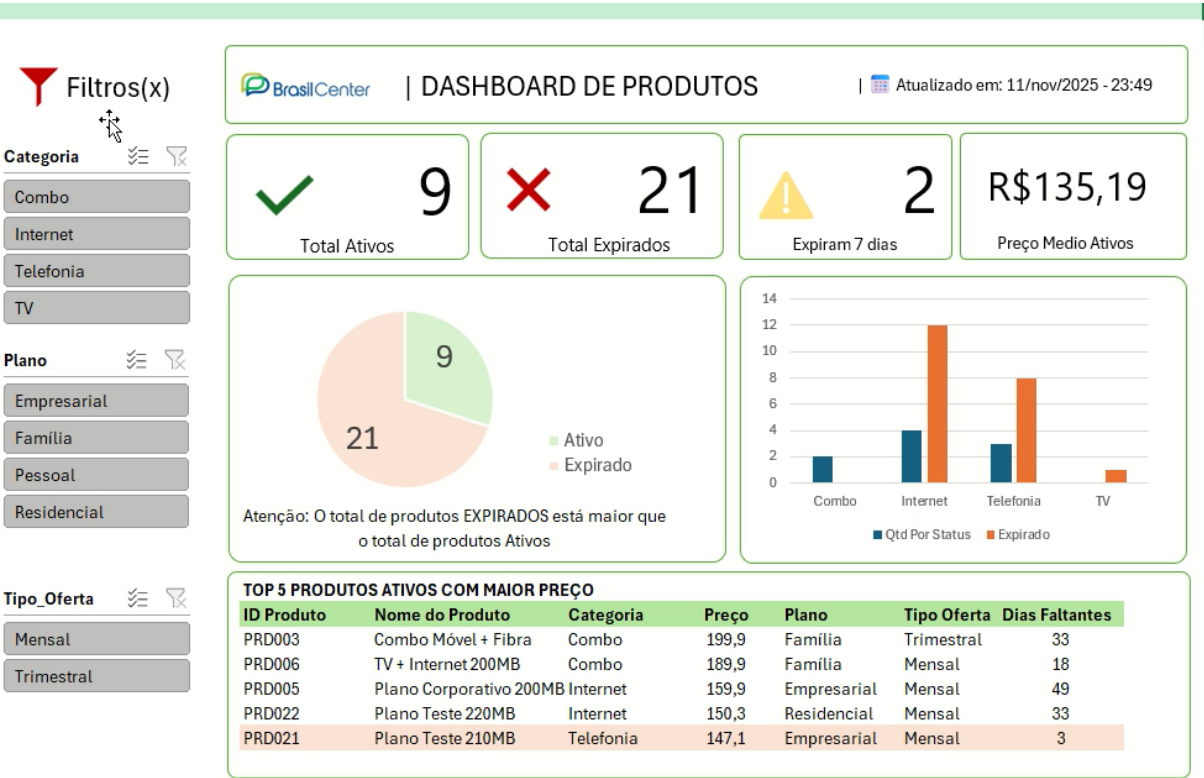 Filtros(x)
BrasilCenter
| DASHBOARD DE PRODUTOS
| Atualizado em: 11/nov/2025 - 23:49
Categoria
Combo
Internet
Telefonia
TV
Plano
Empresarial
Família
Pessoal
Residencial
Tipo_Oferta
Mensal
Trimestral
9
Total Ativos
21
Total Expirados
2
Expiram 7 dias
R$135,19
Preço Medio Ativos
9
21
Ativo
Expirado
Atenção: O total de produtos EXPIRADOS está maior que
o total de produtos Ativos
14
12
10
8
6
4
2
0
Combo Internet Telefonia TV
Qtd Por Status Expirado
TOP 5 PRODUTOS ATIVOS COM MAIOR PREÇO
ID Produto Nome do Produto Categoria Preço Plano Tipo Oferta Dias Faltantes
PRD003 Combo Móvel + Fibra Combo 199,9 Família Trimestral 33
PRD006 TV + Internet 200MB Combo 189,9 Família Mensal 18
PRD005 Plano Corporativo 200MB Internet 159,9 Empresarial Mensal 49
PRD022 Plano Teste 220MB Internet 150,3 Residencial Mensal 33
PRD021 Plano Teste 210MB Telefonia 147,1 Empresarial Mensal 3